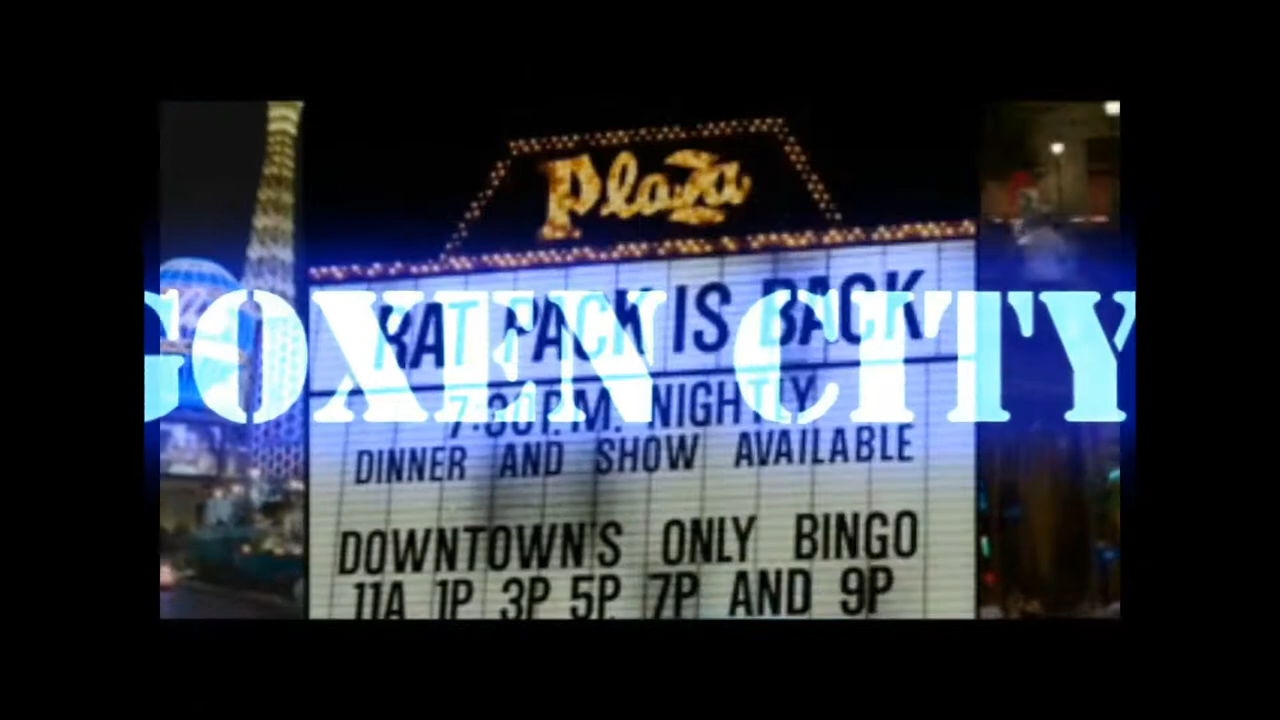 Plaza
GOXEN CITY
RAT PACK IS BACK
7:30P.M. NIGHTLY
DINNER AND SHOW AVAILABLE
DOWNTOWN'S ONLY BINGO
11A 1P 3P 5P 7P AND 9P